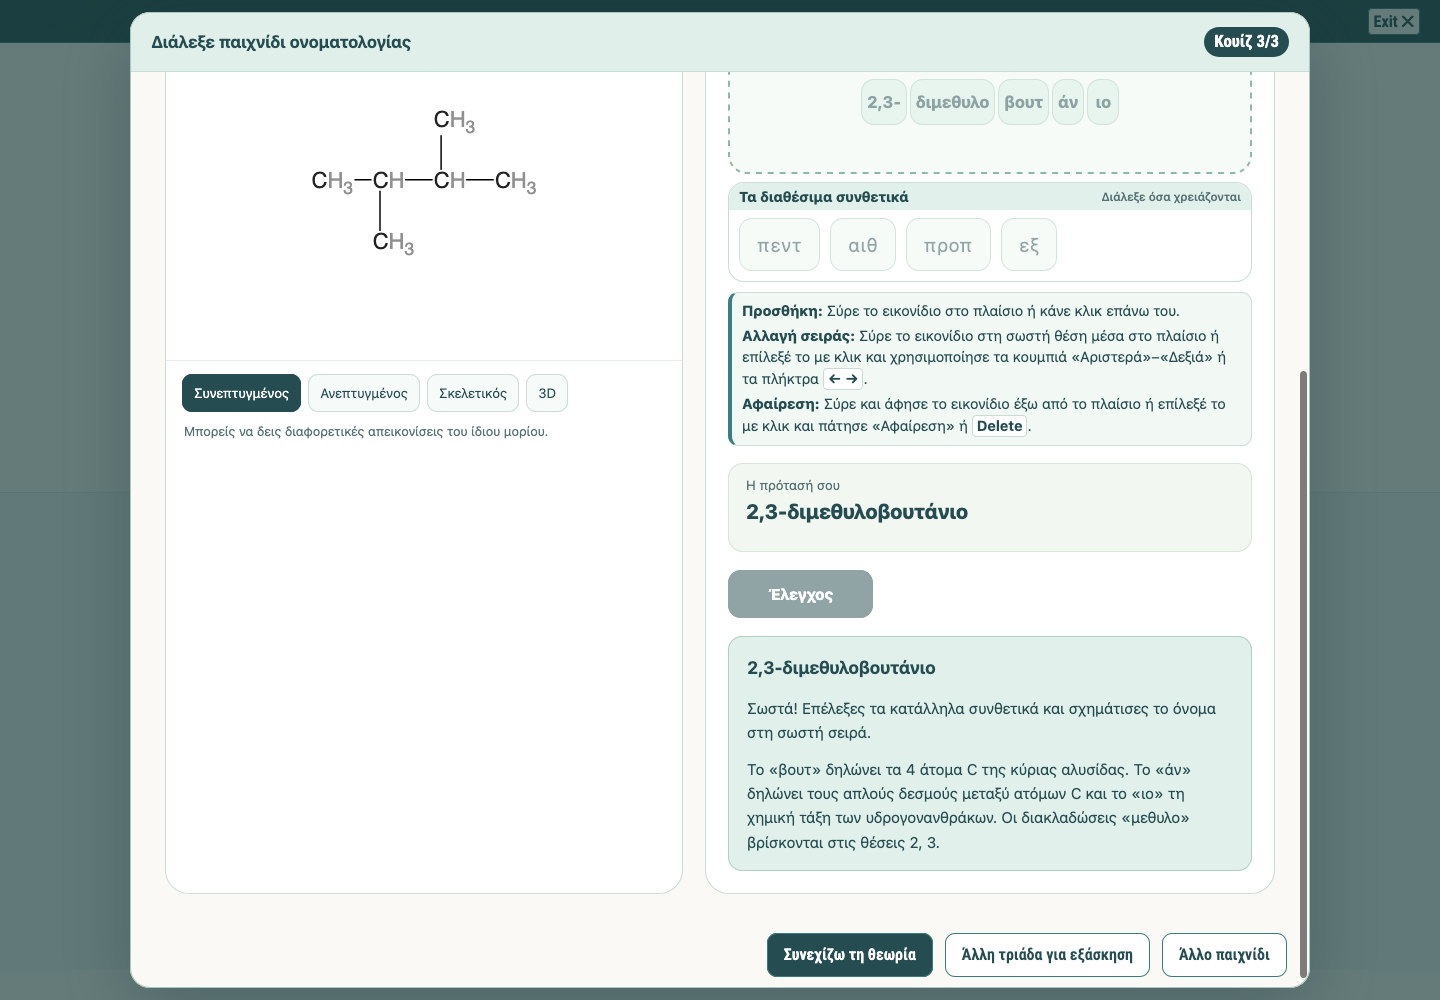 Exit ✕
Διάλεξε παιχνίδι ονοματολογίας
Κουίζ 3/3
CH3
CH3—CH—CH—CH3
CH3
Συνεπτυγμένος
Ανεπτυγμένος
Σκελετικός
3D
Μπορείς να δεις διαφορετικές απεικονίσεις του ίδιου μορίου.
2,3- διμεθυλο βουτ άν ιο
Τα διαθέσιμα συνθετικά
Διάλεξε όσα χρειάζονται
πεντ αιθ προπ εξ
Προσθήκη: Σύρε το εικονίδιο στο πλαίσιο ή κάνε κλικ επάνω του.
Αλλαγή σειράς: Σύρε το εικονίδιο στη σωστή θέση μέσα στο πλαίσιο ή
επίλεξέ το με κλικ και χρησιμοποίησε τα κουμπιά «Αριστερά»–«Δεξιά» ή
τα πλήκτρα ← →.
Αφαίρεση: Σύρε και άφησε το εικονίδιο έξω από το πλαίσιο ή επίλεξέ το
με κλικ και πάτησε «Αφαίρεση» ή Delete.
Η πρότασή σου
2,3-διμεθυλοβουτάνιο
Έλεγχος
2,3-διμεθυλοβουτάνιο
Σωστά! Επέλεξες τα κατάλληλα συνθετικά και σχημάτισες το όνομα
στη σωστή σειρά.
Το «βουτ» δηλώνει τα 4 άτομα C της κύριας αλυσίδας. Το «άν»
δηλώνει τους απλούς δεσμούς μεταξύ ατόμων C και το «ιο» τη
χημική τάξη των υδρογονανθράκων. Οι διακλαδώσεις «μεθυλο»
βρίσκονται στις θέσεις 2, 3.
Συνεχίζω τη θεωρία
Άλλη τριάδα για εξάσκηση
Άλλο παιχνίδι